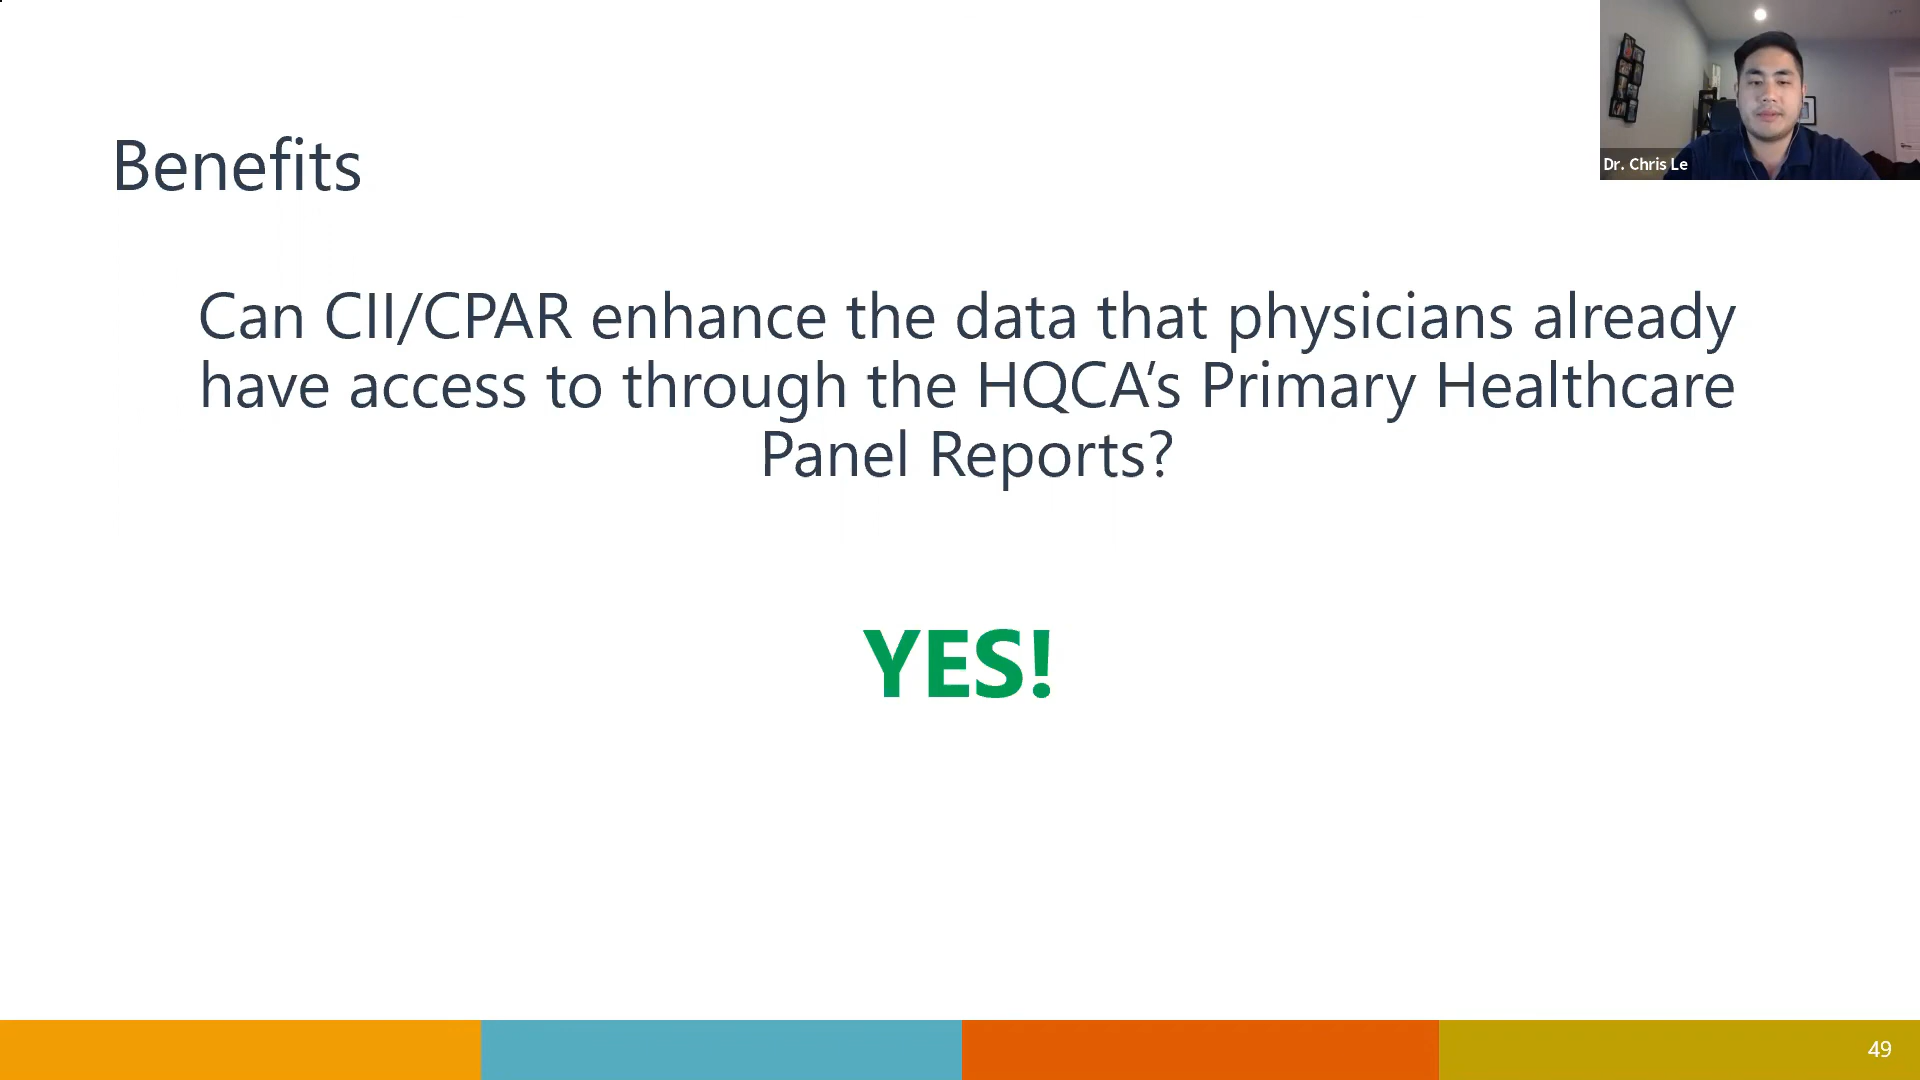 Benefits
Dr. Chris Le
Can CII/CPAR enhance the data that physicians already
have access to through the HQCA’s Primary Healthcare
Panel Reports?
YES!
49